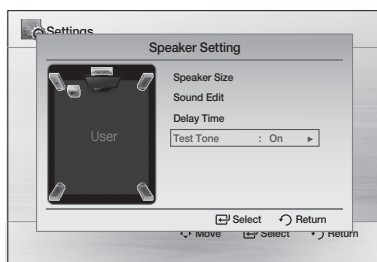 Settings
Speaker Setting
Speaker Size
Sound Edit
Delay Time
Test Tone : On ►
User
Select Return
Move Select Return